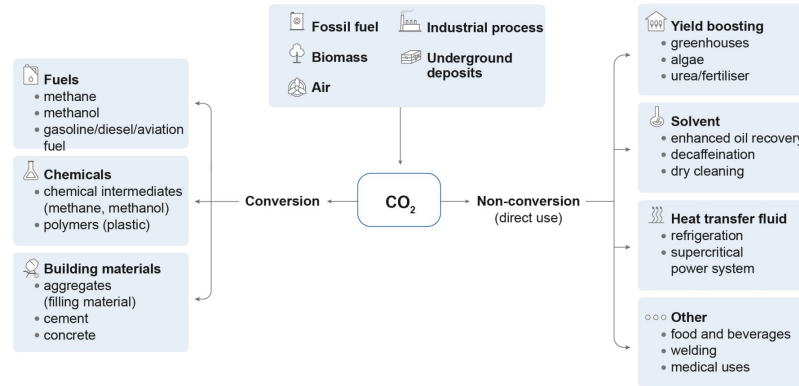 Fossil fuel
Industrial process
Biomass
Underground
deposits
Air
Fuels
• methane
• methanol
• gasoline/diesel/aviation
fuel
Chemicals
• chemical intermediates
(methane, methanol)
• polymers (plastic)
Building materials
• aggregates
(filling material)
• cement
• concrete
Conversion
CO₂
Non-conversion
(direct use)
Yield boosting
• greenhouses
• algae
• urea/fertiliser
Solvent
• enhanced oil recovery
• decaffeination
• dry cleaning
Heat transfer fluid
• refrigeration
• supercritical
power system
Other
• food and beverages
• welding
• medical uses